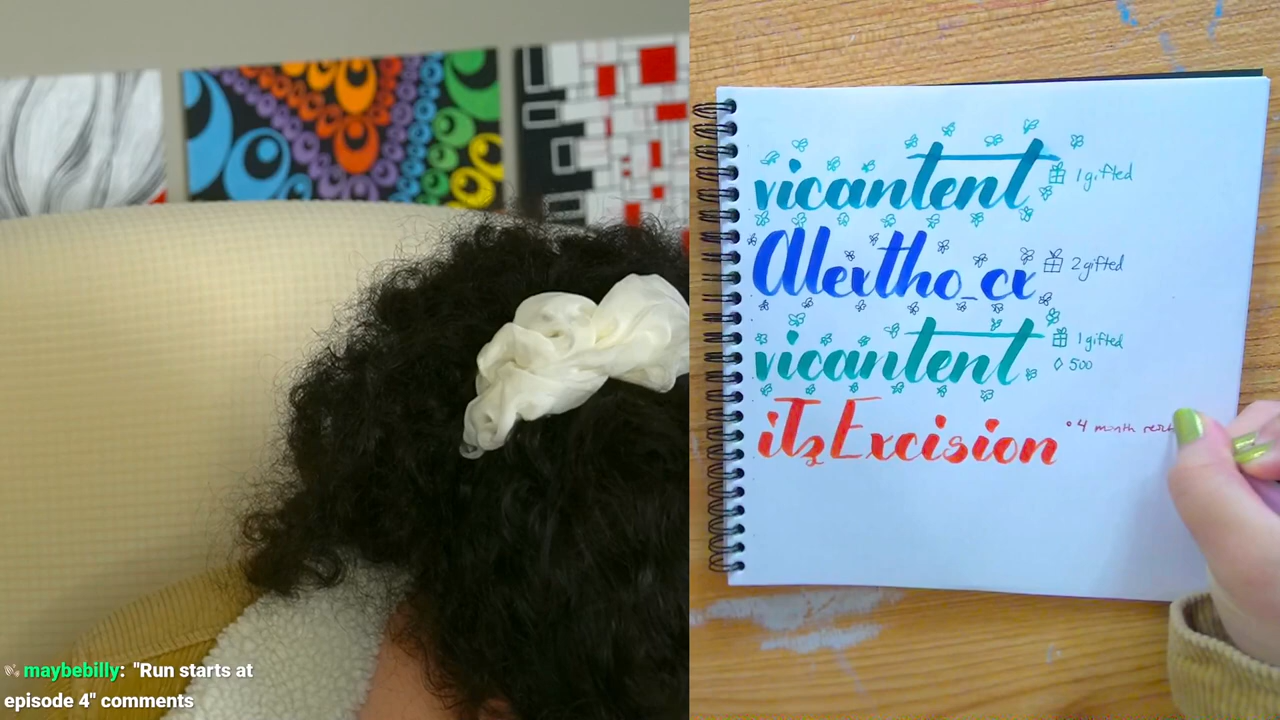 maybebilly: "Run starts at
episode 4" comments
vicantent 1 gifted
Alextho_cx 2 gifted
vicantent 1 gifted
500
itzExcision 4 month